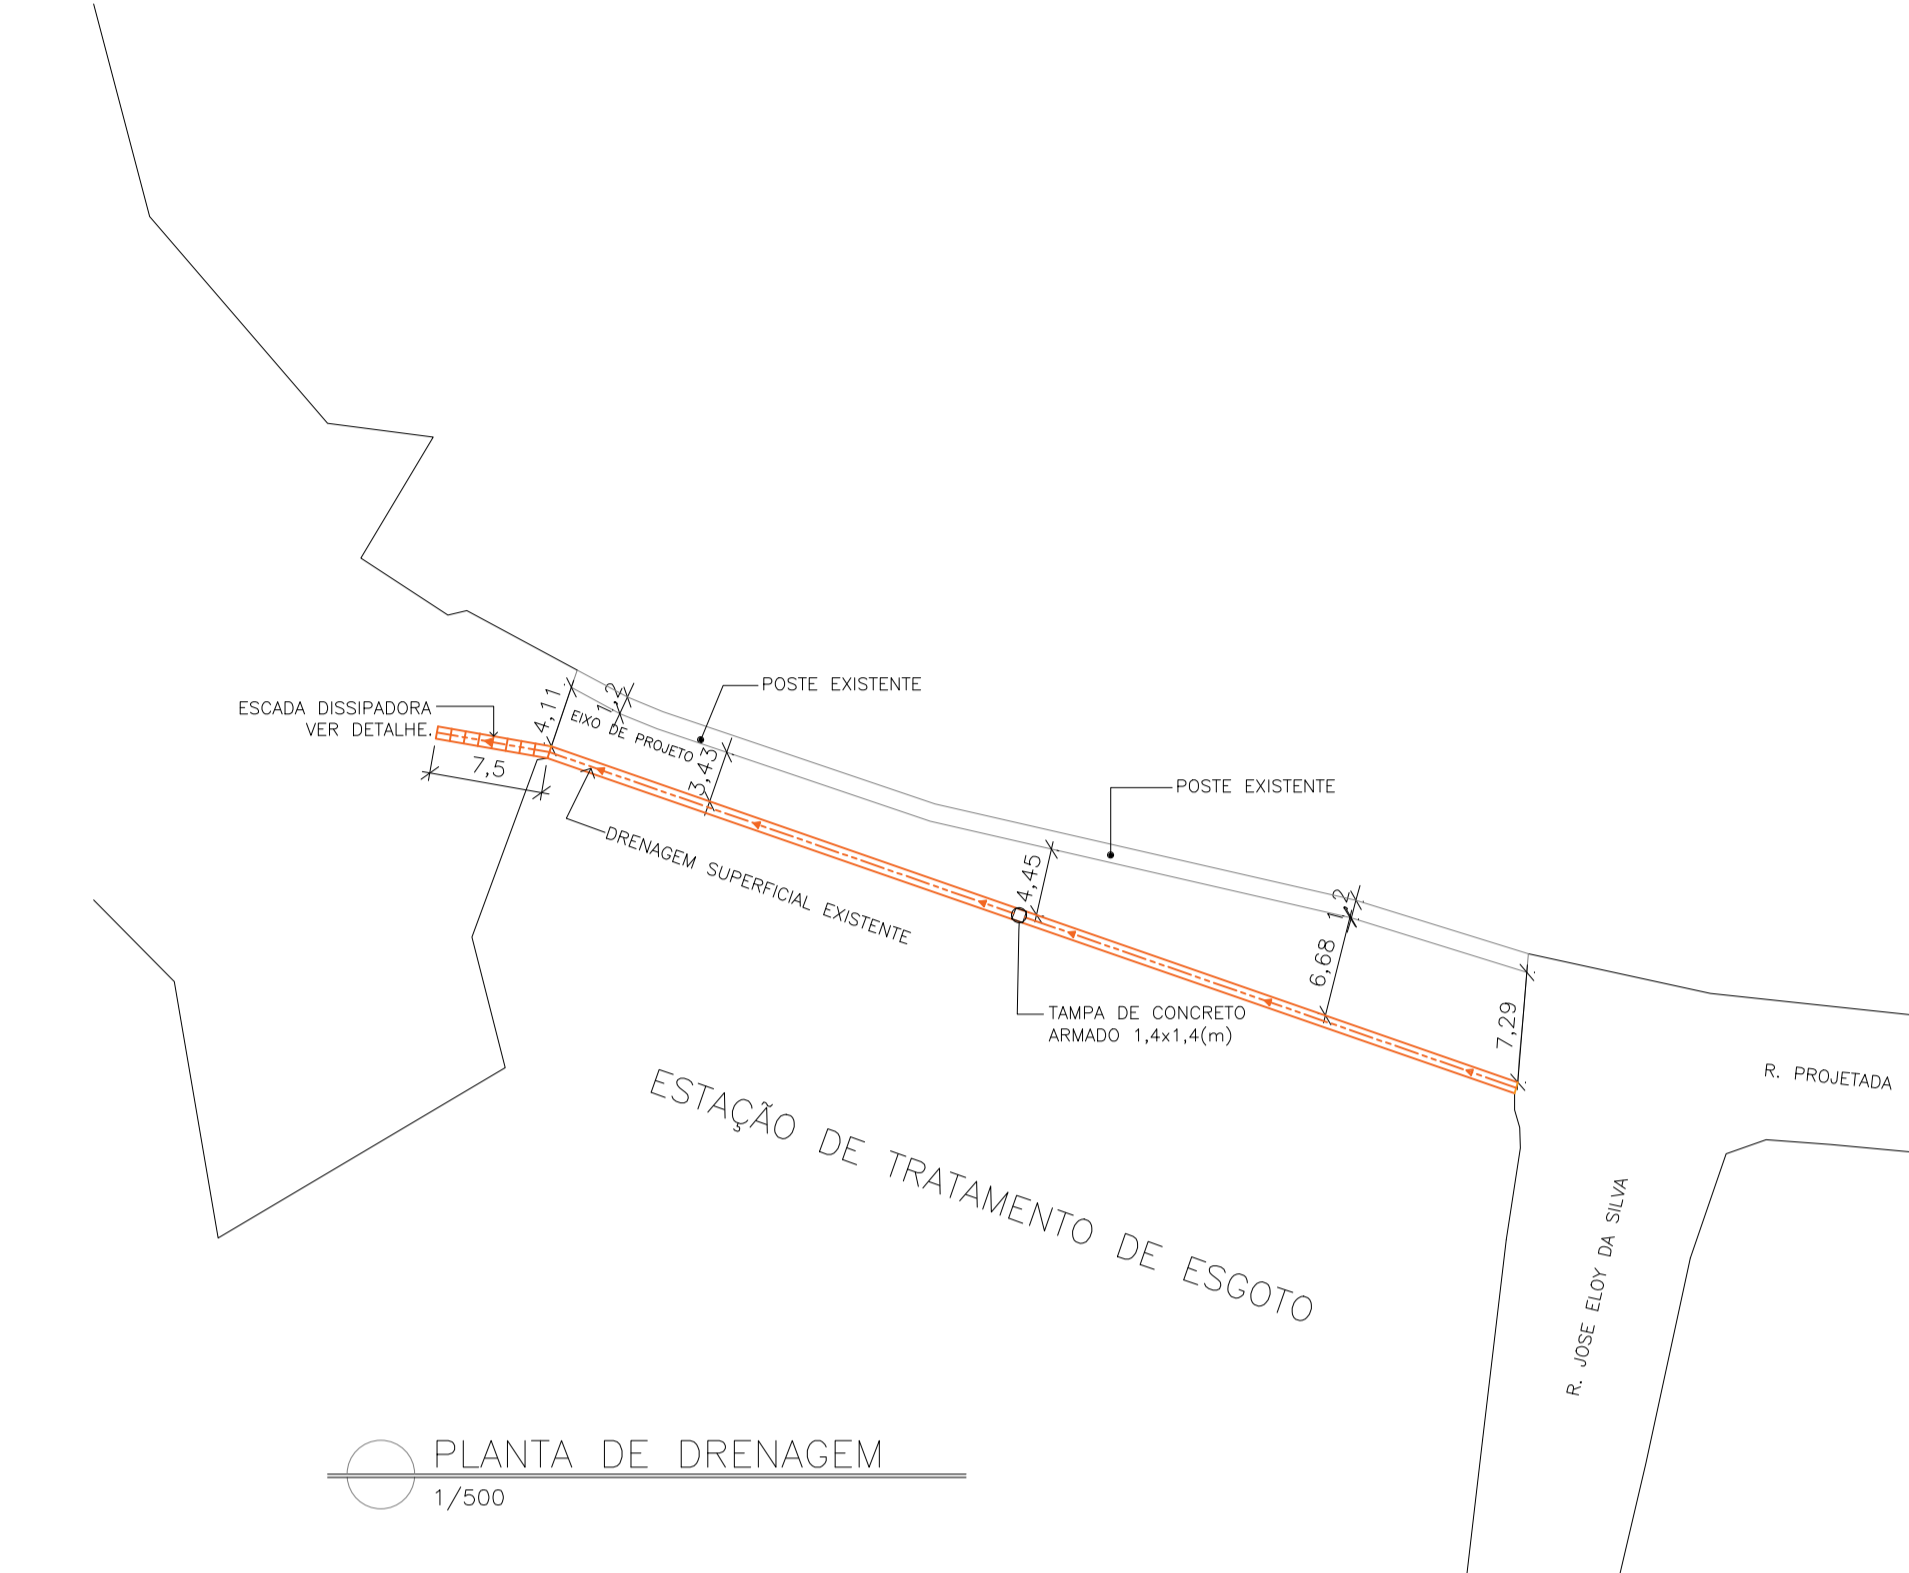 POSTE EXISTENTE
ESCADA DISSIPADORA
VER DETALHE.
4,11
1,2
EIXO DE PROJETO
3,43
7,5
POSTE EXISTENTE
DRENAGEM SUPERFICIAL EXISTENTE
4,45
1,2
6,68
7,29
TAMPA DE CONCRETO
ARMADO 1,4x1,4(m)
R. PROJETADA
ESTAÇÃO DE TRATAMENTO DE ESGOTO
R. JOSE ELOY DA SILVA
PLANTA DE DRENAGEM
1/500